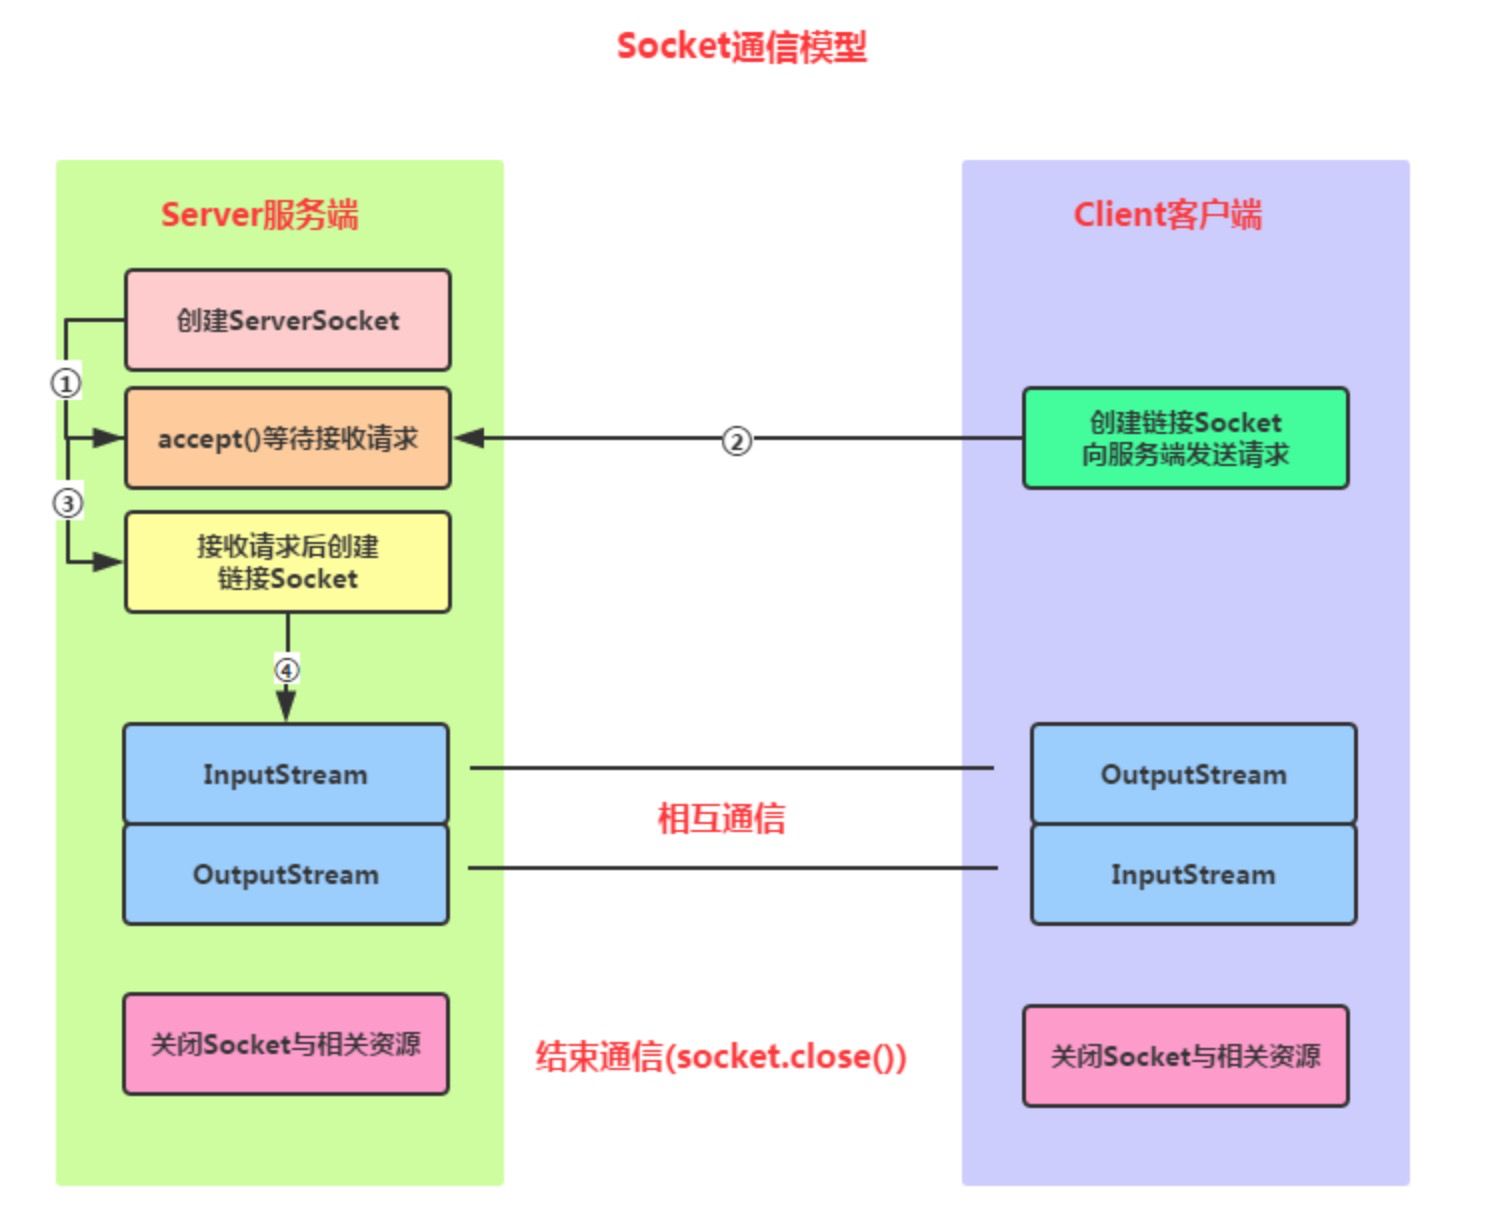 Socket通信模型
Server服务端
Client客户端
创建ServerSocket
①
accept()等待接收请求
②
创建链接Socket
向服务端发送请求
③
接收请求后创建
链接Socket
④
InputStream
OutputStream
相互通信
OutputStream
InputStream
关闭Socket与相关资源
结束通信(socket.close())
关闭Socket与相关资源